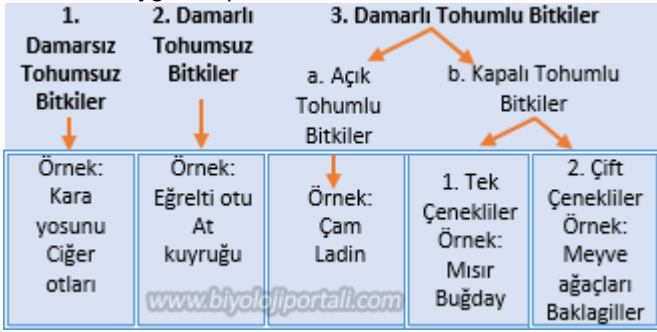 1.
Damarsız
Tohumsuz
Bitkiler
2. Damarlı
Tohumsuz
Bitkiler
3. Damarlı Tohumlu Bitkiler
a. Açık
Tohumlu
Bitkiler
b. Kapalı Tohumlu
Bitkiler
Örnek:
Kara
yosunu
Ciğer
otları
Örnek:
Eğrelti otu
At
kuyruğu
Örnek:
Çam
Ladin
1. Tek
Çenekliler
Örnek:
Mısır
Buğday
2. Çift
Çenekliler
Örnek:
Meyve
ağaçları
Baklagiller
www.biyolojiportali.com